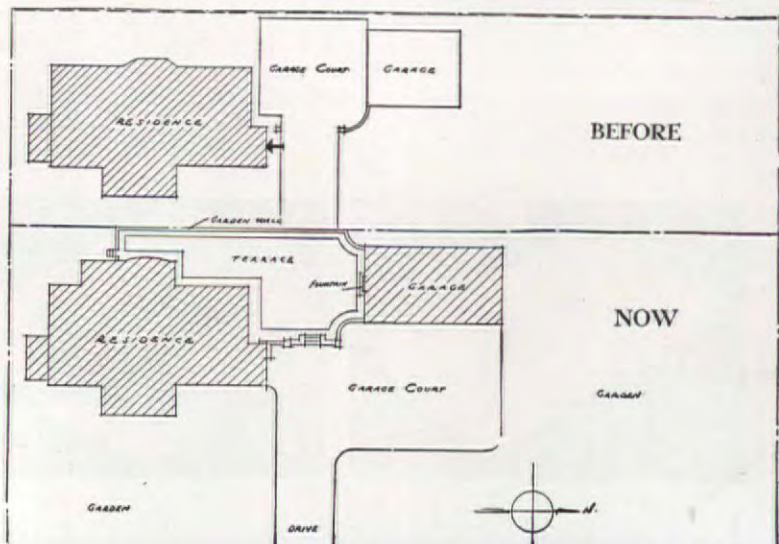 GARAGE COURT
GARAGE
RESIDENCE
BEFORE
GARDEN WALL
TERRACE
FOUNTAIN
GARAGE
RESIDENCE
NOW
GARAGE COURT
GARDEN
GARDEN
DRIVE
N.